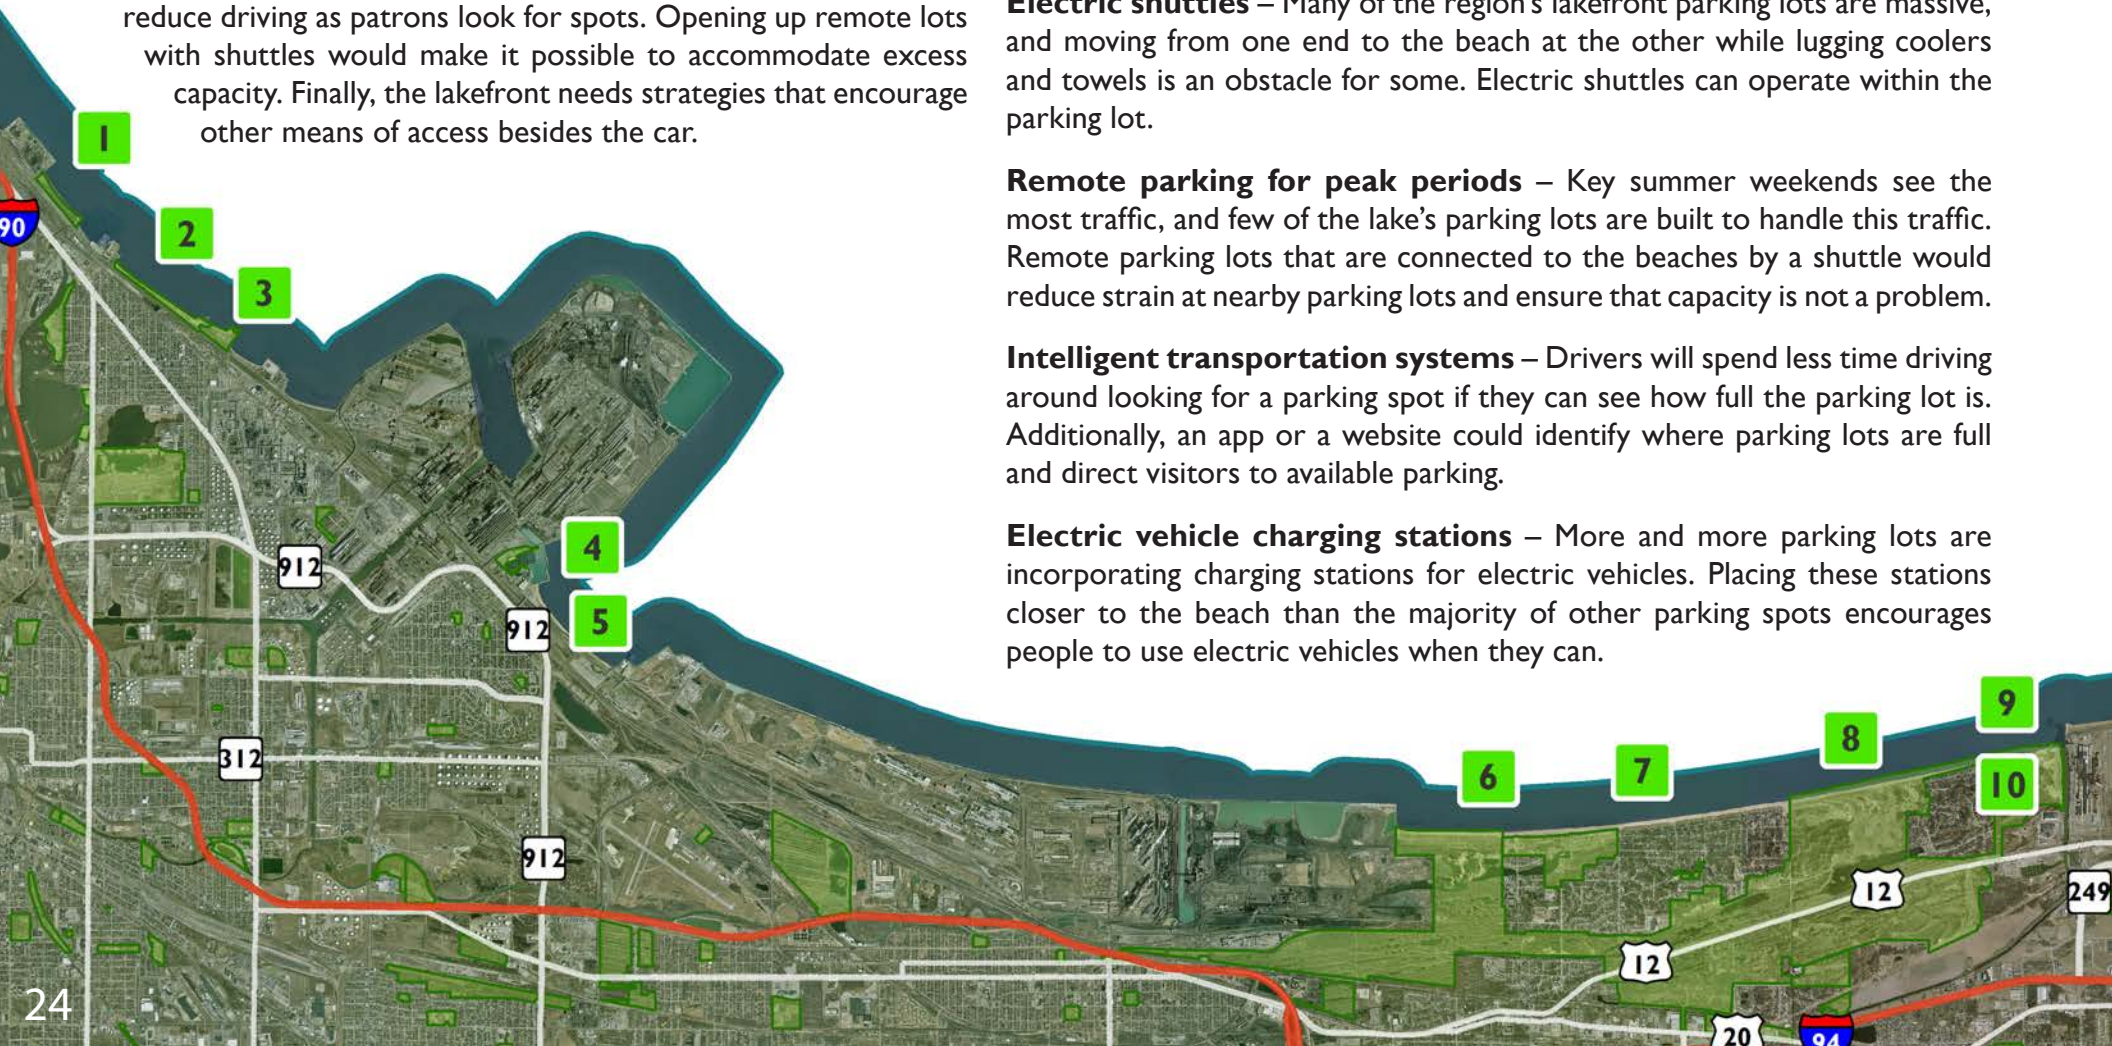 reduce driving as patrons look for spots. Opening up remote lots
with shuttles would make it possible to accommodate excess
capacity. Finally, the lakefront needs strategies that encourage
other means of access besides the car.
Electric shuttles – Many of the region's lakefront parking lots are massive,
and moving from one end to the beach at the other while lugging coolers
and towels is an obstacle for some. Electric shuttles can operate within the
parking lot.
Remote parking for peak periods – Key summer weekends see the
most traffic, and few of the lake's parking lots are built to handle this traffic.
Remote parking lots that are connected to the beaches by a shuttle would
reduce strain at nearby parking lots and ensure that capacity is not a problem.
Intelligent transportation systems – Drivers will spend less time driving
around looking for a parking spot if they can see how full the parking lot is.
Additionally, an app or a website could identify where parking lots are full
and direct visitors to available parking.
Electric vehicle charging stations – More and more parking lots are
incorporating charging stations for electric vehicles. Placing these stations
closer to the beach than the majority of other parking spots encourages
people to use electric vehicles when they can.
1
90
2
3
4
912
5
912
9
8
312
7
6
10
912
12
249
12
24
20
94